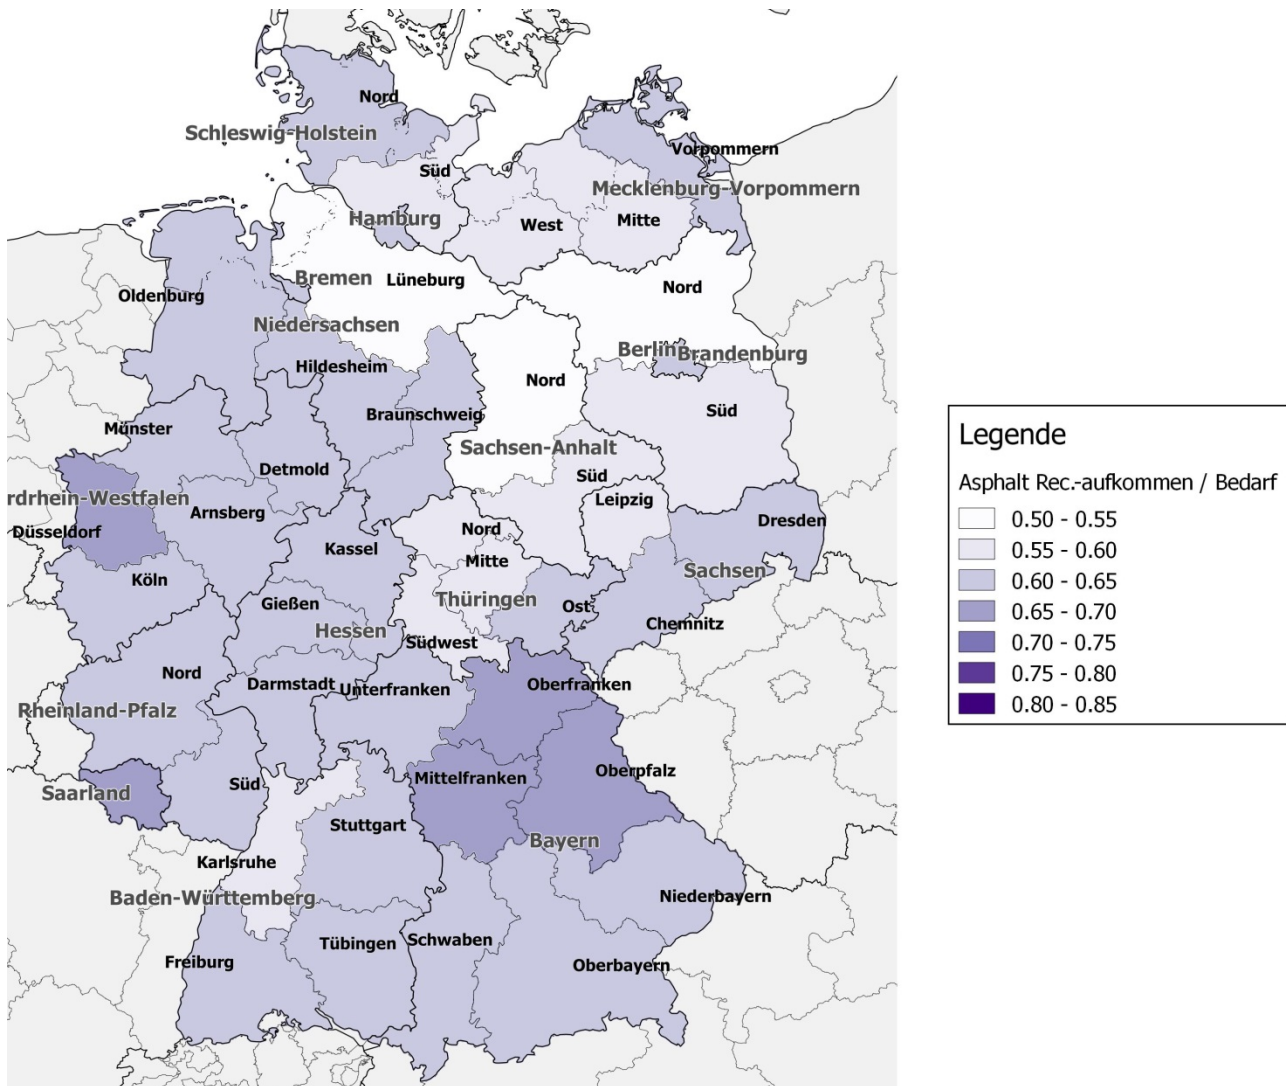 Nord
Schleswig-Holstein
Vorpommern
Süd
Mecklenburg-Vorpommern
Hamburg
West
Mitte
Bremen
Lüneburg
Nord
Oldenburg
Niedersachsen
Berlin
Brandenburg
Hildesheim
Nord
Braunschweig
Süd
Münster
Sachsen-Anhalt
Detmold
Süd
rdrhein-Westfalen
Leipzig
Arnsberg
Dresden
Düsseldorf
Nord
Kassel
Mitte
Sachsen
Köln
Thüringen
Gießen
Ost
Hessen
Chemnitz
Südwest
Nord
Darmstadt
Unterfranken
Oberfranken
Rheinland-Pfalz
Mittelfranken
Oberpfalz
Süd
Saarland
Stuttgart
Bayern
Karlsruhe
Baden-Württemberg
Niederbayern
Tübingen
Schwaben
Freiburg
Oberbayern
Legende
Asphalt Rec.-aufkommen / Bedarf
0.50 - 0.55
0.55 - 0.60
0.60 - 0.65
0.65 - 0.70
0.70 - 0.75
0.75 - 0.80
0.80 - 0.85